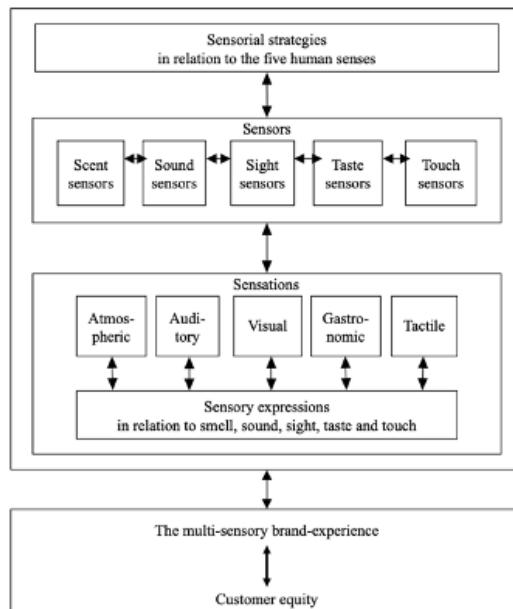 Sensorial strategies
in relation to the five human senses
Sensors
Scent
sensors
Sound
sensors
Sight
sensors
Taste
sensors
Touch
sensors
Sensations
Atmos-
pheric
Audi-
tory
Visual
Gastro-
nomic
Tactile
Sensory expressions
in relation to smell, sound, sight, taste and touch
The multi-sensory brand-experience
Customer equity